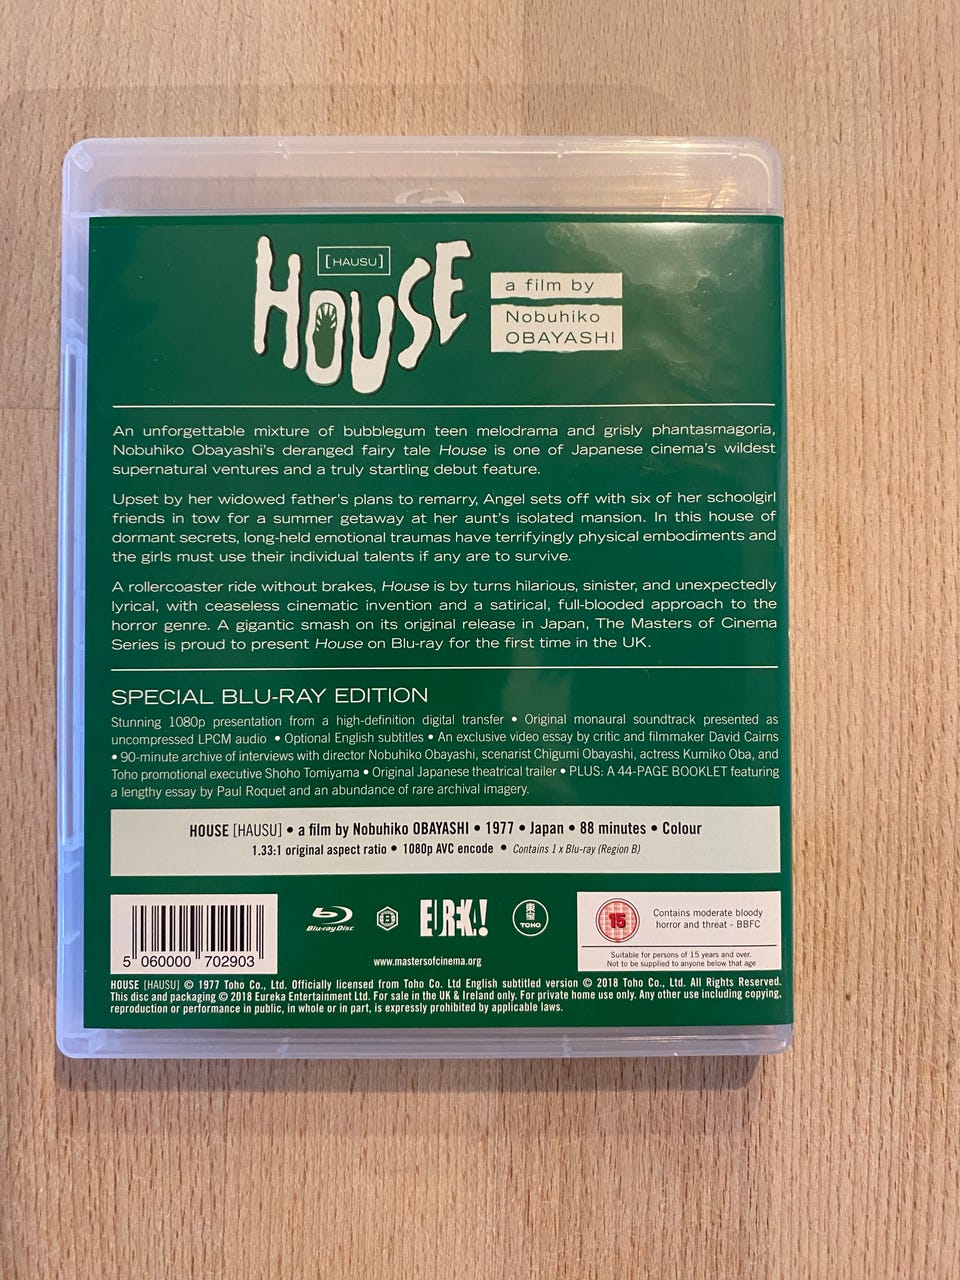 [HAUSU]
HOUSE
a film by
Nobuhiko
OBAYASHI
An unforgettable mixture of bubblegum teen melodrama and grisly phantasmagoria,
Nobuhiko Obayashi's deranged fairy tale House is one of Japanese cinema's wildest
supernatural ventures and a truly startling debut feature.
Upset by her widowed father's plans to remarry, Angel sets off with six of her schoolgirl
friends in tow for a summer getaway at her aunt's isolated mansion. In this house of
dormant secrets, long-held emotional traumas have terrifyingly physical embodiments and
the girls must use their individual talents if any are to survive.
A rollercoaster ride without brakes, House is by turns hilarious, sinister, and unexpectedly
lyrical, with ceaseless cinematic invention and a satirical, full-blooded approach to the
horror genre. A gigantic smash on its original release in Japan, The Masters of Cinema
Series is proud to present House on Blu-ray for the first time in the UK.
SPECIAL BLU-RAY EDITION
Stunning 1080p presentation from a high-definition digital transfer • Original monaural soundtrack presented as
uncompressed LPCM audio • Optional English subtitles • An exclusive video essay by critic and filmmaker David Cairns
• 90-minute archive of interviews with director Nobuhiko Obayashi, scenarist Chigumi Obayashi, actress Kumiko Oba, and
Toho promotional executive Shoho Tomiyama • Original Japanese theatrical trailer • PLUS: A 44-PAGE BOOKLET featuring
a lengthy essay by Paul Roquet and an abundance of rare archival imagery.
HOUSE [HAUSU] • a film by Nobuhiko OBAYASHI • 1977 • Japan • 88 minutes • Colour
1.33:1 original aspect ratio • 1080p AVC encode • Contains 1 x Blu-ray (Region B)
5 060000 702903
Blu-ray Disc
B
EUREKA!
東宝
TOHO
www.mastersofcinema.org
15
Contains moderate bloody
horror and threat - BBFC
Suitable for persons of 15 years and over.
Not to be supplied to anyone below that age
HOUSE [HAUSU] © 1977 Toho Co., Ltd. Officially licensed from Toho Co. Ltd English subtitled version © 2018 Toho Co., Ltd. All Rights Reserved.
This disc and packaging © 2018 Eureka Entertainment Ltd. For sale in the UK & Ireland only. For private home use only. Any other use including copying,
reproduction or performance in public, in whole or in part, is expressly prohibited by applicable laws.